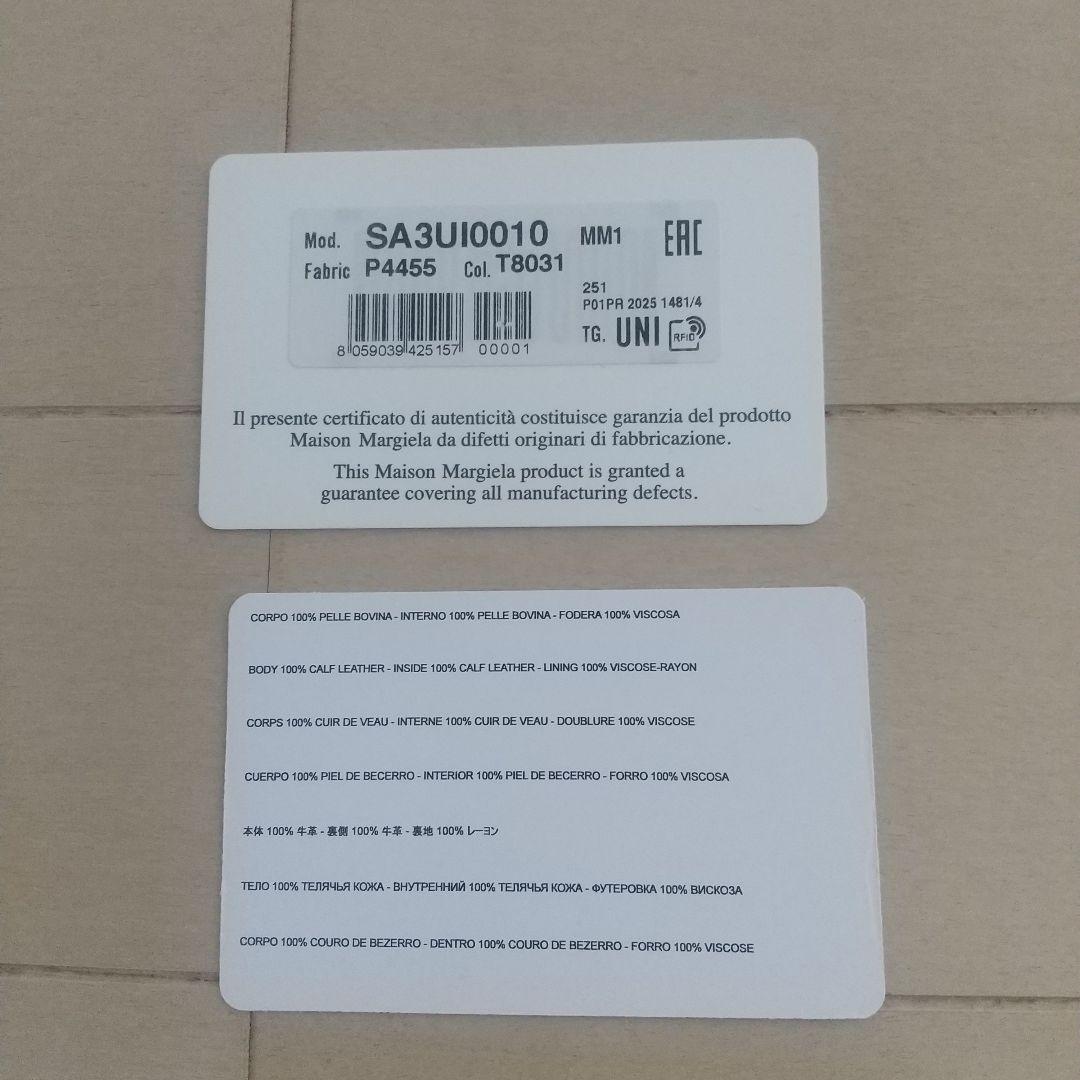 Mod. SA3UI0010 MM1 EAC
Fabric P4455 Col. T8031
251
P01PR 2025 1481/4
TG. UNI RFID
8 059039 425157 00001
Il presente certificato di autenticità costituisce garanzia del prodotto
Maison Margiela da difetti originari di fabbricazione.
This Maison Margiela product is granted a
guarantee covering all manufacturing defects.
CORPO 100% PELLE BOVINA - INTERNO 100% PELLE BOVINA - FODERA 100% VISCOSA
BODY 100% CALF LEATHER - INSIDE 100% CALF LEATHER - LINING 100% VISCOSE-RAYON
CORPS 100% CUIR DE VEAU - INTERNE 100% CUIR DE VEAU - DOUBLURE 100% VISCOSE
CUERPO 100% PIEL DE BECERRO - INTERIOR 100% PIEL DE BECERRO - FORRO 100% VISCOSA
本体 100% 牛革 - 裏側 100% 牛革 - 裏地 100% レーヨン
ТЕЛО 100% ТЕЛЯЧЬЯ КОЖА - ВНУТРЕННИЙ 100% ТЕЛЯЧЬЯ КОЖА - ФУТЕРОВКА 100% ВИСКОЗА
CORPO 100% COURO DE BEZERRO - DENTRO 100% COURO DE BEZERRO - FORRO 100% VISCOSE